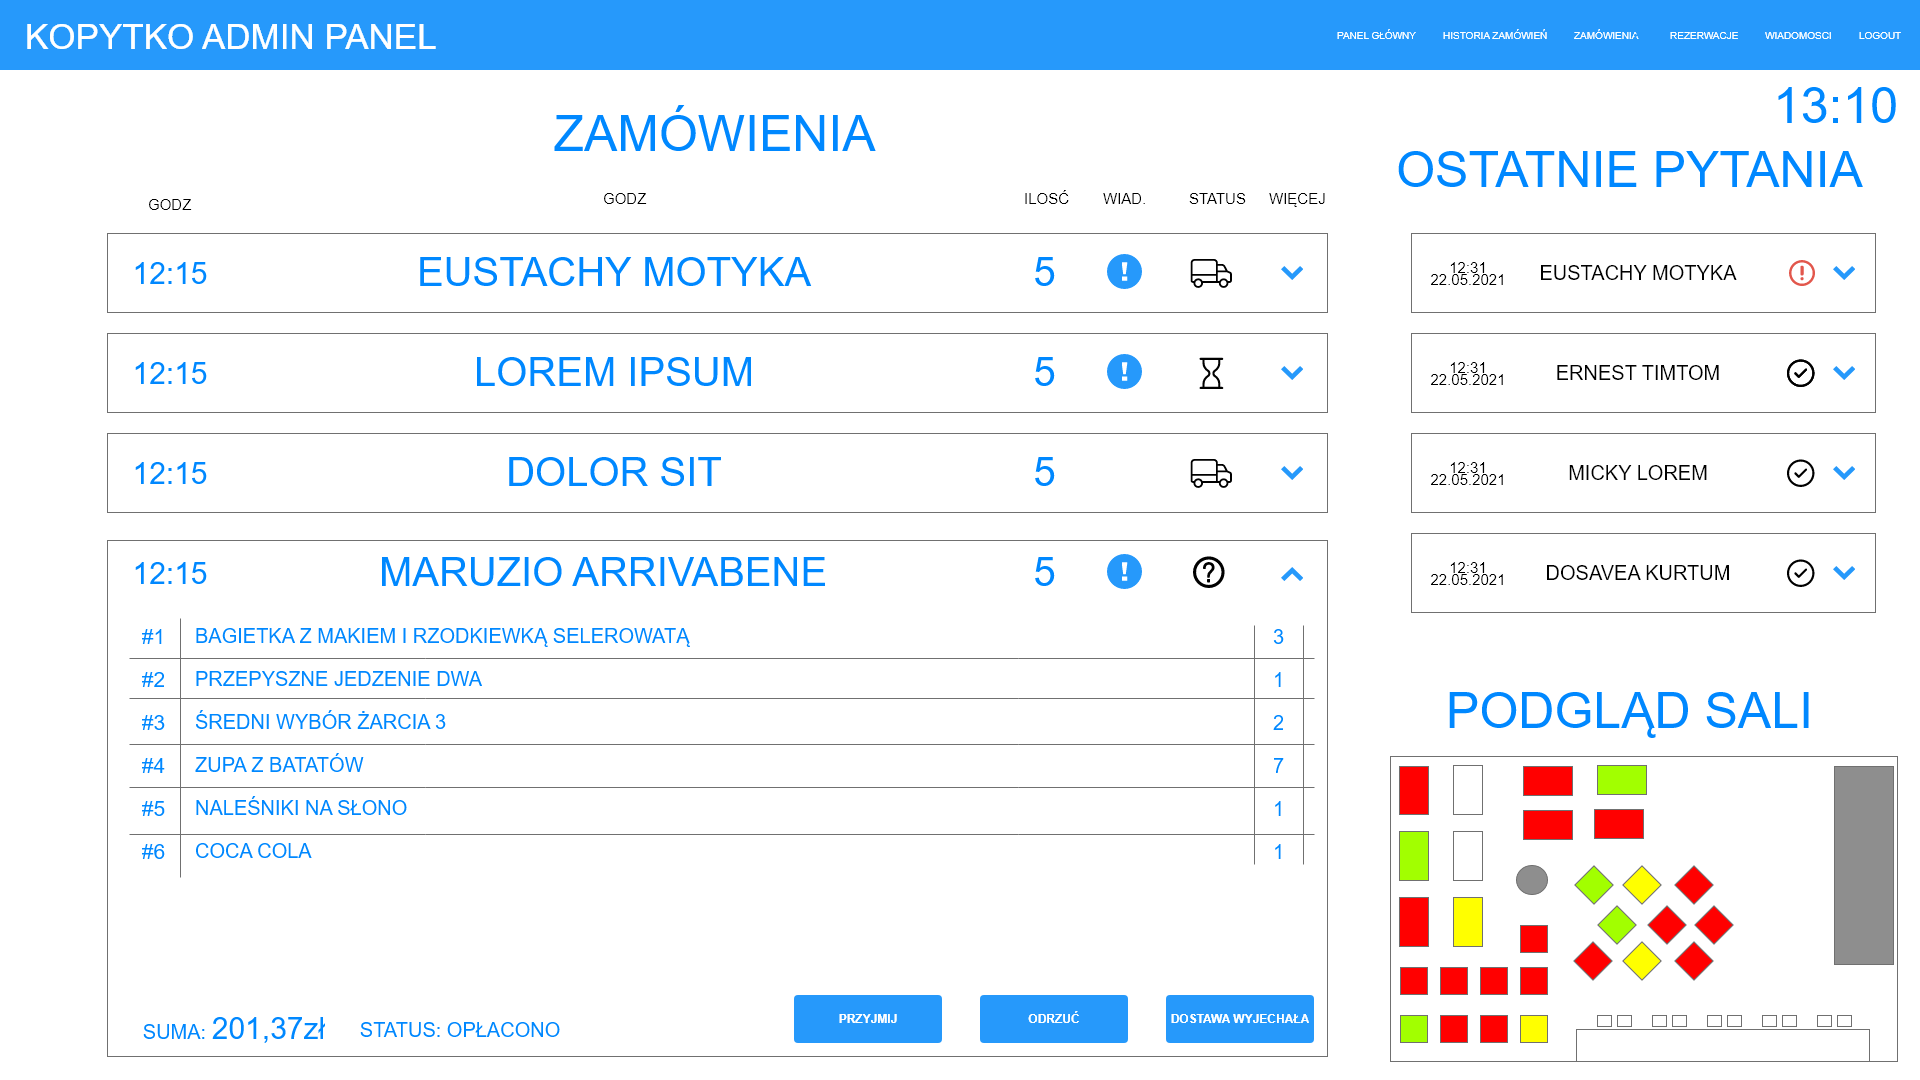 KOPYTKO ADMIN PANEL
PANEL GŁÓWNY HISTORIA ZAMÓWIEŃ ZAMÓWIENIA REZERWACJE WIADOMOSCI LOGOUT
13:10
ZAMÓWIENIA
GODZ GODZ ILOŚĆ WIAD. STATUS WIĘCEJ
12:15 EUSTACHY MOTYKA 5
12:15 LOREM IPSUM 5
12:15 DOLOR SIT 5
12:15 MARUZIO ARRIVABENE 5
#1 BAGIETKA Z MAKIEM I RZODKIEWKĄ SELEROWATĄ 3
#2 PRZEPYSZNE JEDZENIE DWA 1
#3 ŚREDNI WYBÓR ŻARCIA 3 2
#4 ZUPA Z BATATÓW 7
#5 NALEŚNIKI NA SŁONO 1
#6 COCA COLA 1
SUMA: 201,37zł STATUS: OPŁACONO
PRZYJMIJ ODRZUĆ DOSTAWA WYJECHAŁA
OSTATNIE PYTANIA
12:31
22.05.2021
EUSTACHY MOTYKA
12:31
22.05.2021
ERNEST TIMTOM
12:31
22.05.2021
MICKY LOREM
12:31
22.05.2021
DOSAVEA KURTUM
PODGLĄD SALI